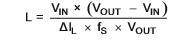 L = V_IN × (V_OUT − V_IN) / ΔI_L × f_S × V_OUT